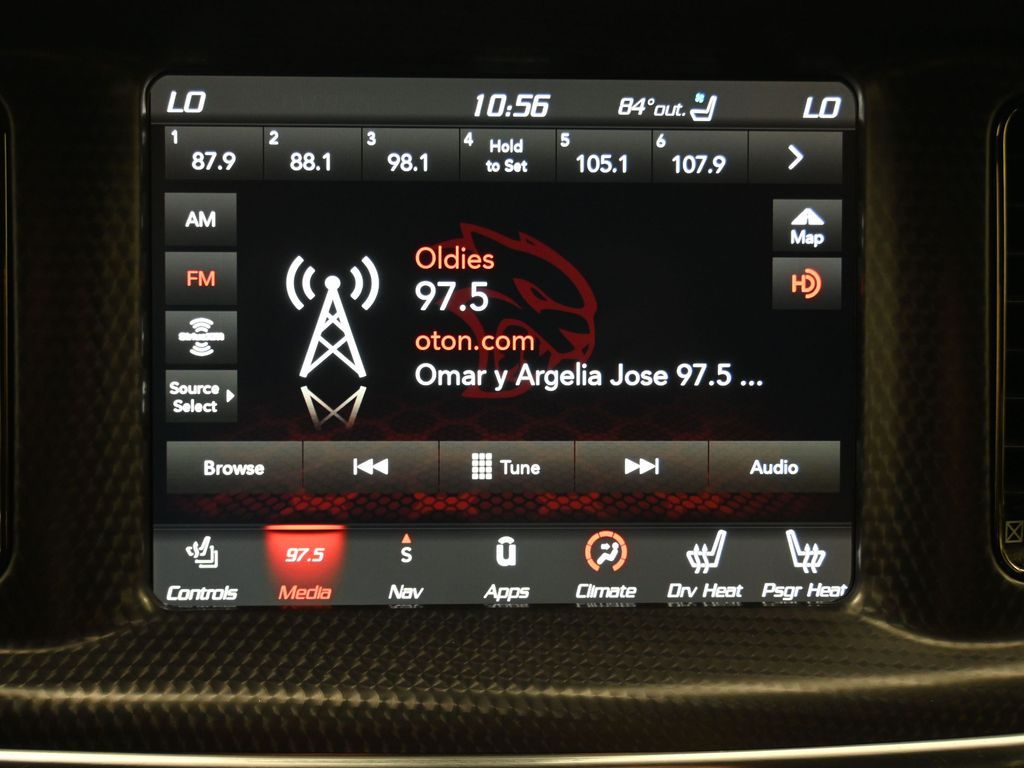 LO 10:56 84°out. LO
1 2 3 4 Hold 5 6
87.9 88.1 98.1 to Set 105.1 107.9
AM
Map
FM
HD
SOURCE
Oldies
97.5
oton.com
Omar y Argelia Jose 97.5 ...
Source
Select
Browse Tune Audio
97.5 S ū
Controls Media Nav Apps Climate Drv Heat Psgr Heat